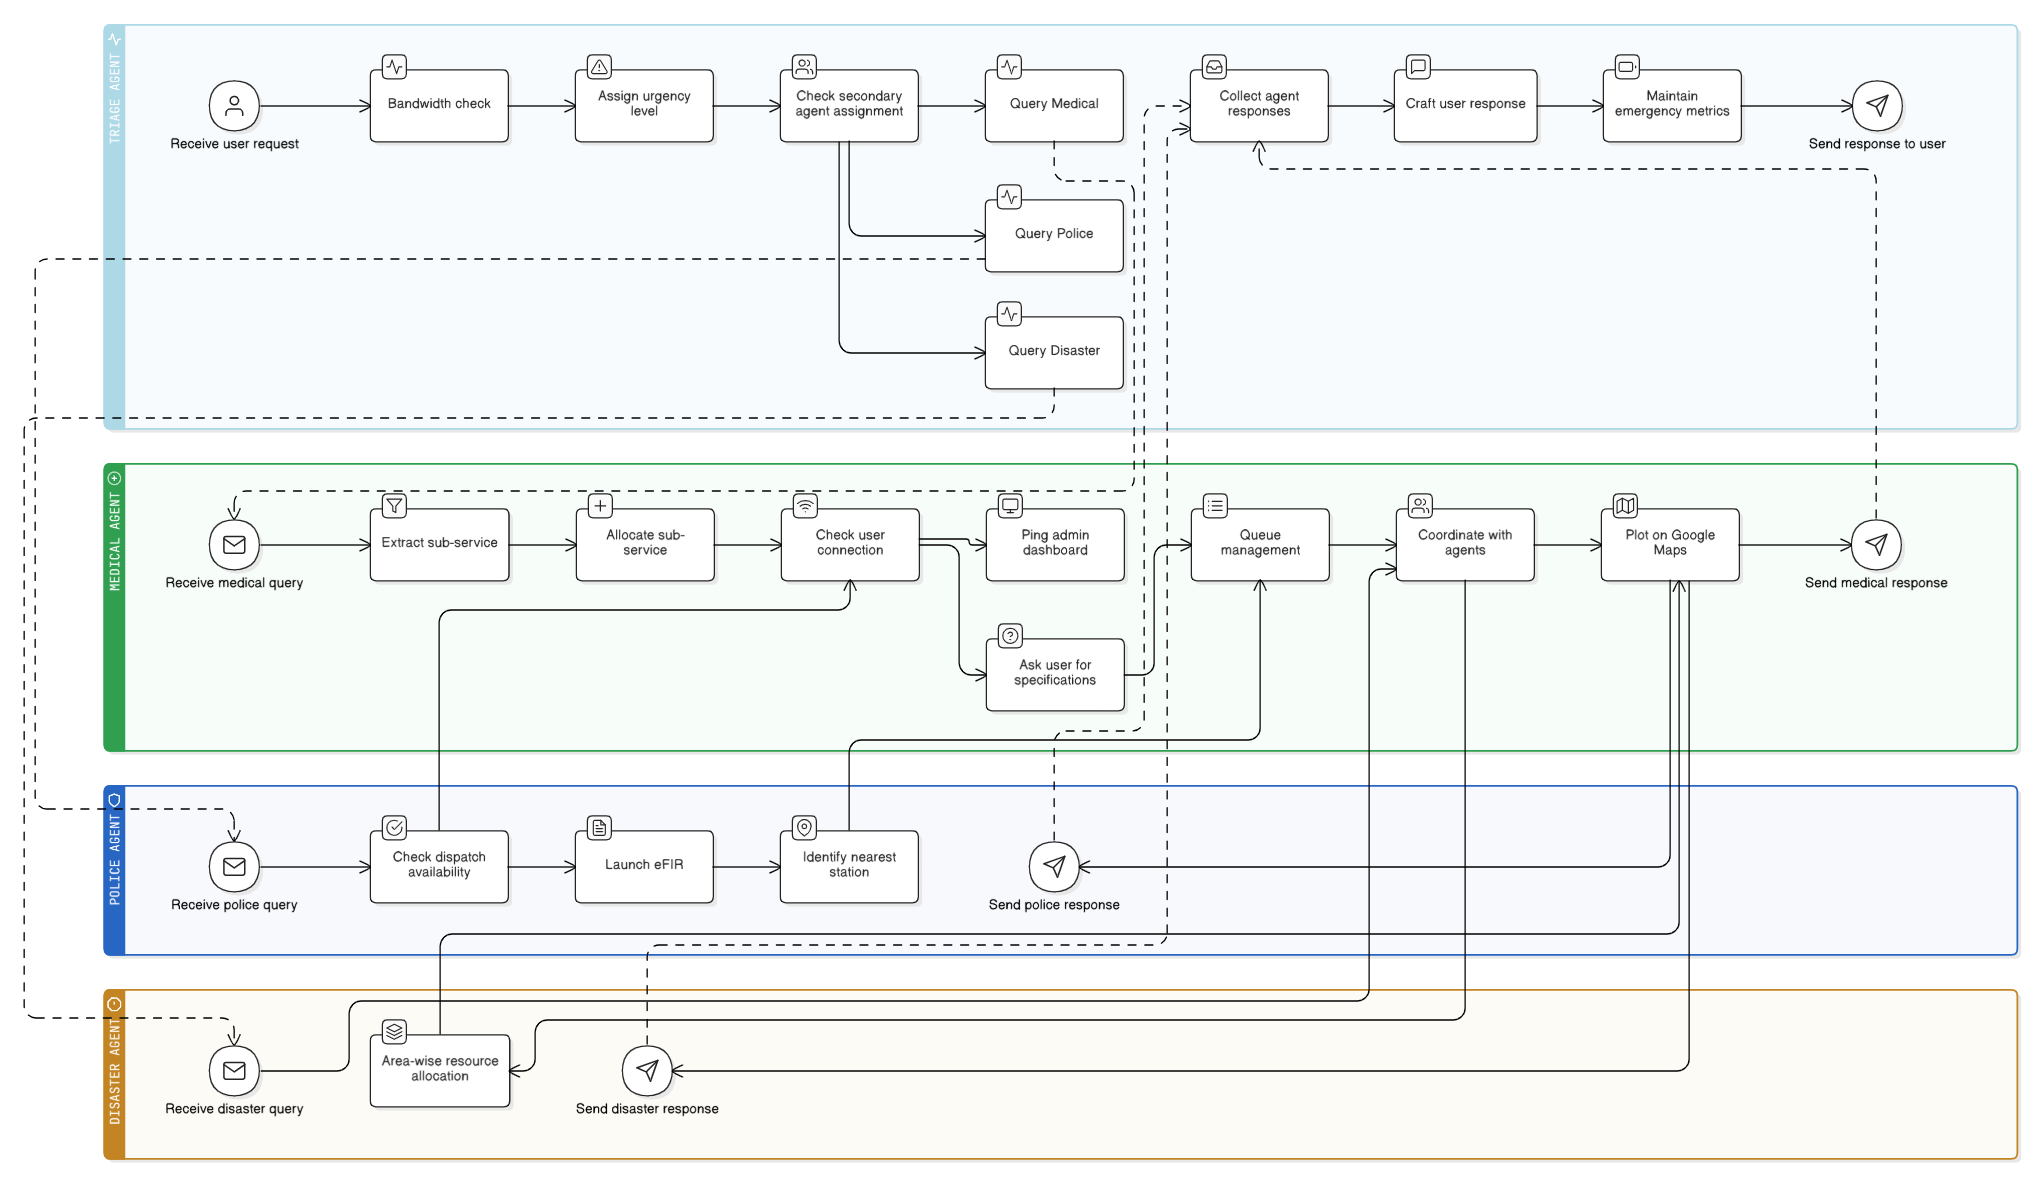 TRIAGE AGENT
Receive user request
Bandwidth check
Assign urgency
level
Check secondary
agent assignment
Query Medical
Query Police
Query Disaster
Collect agent
responses
Craft user response
Maintain
emergency metrics
Send response to user
MEDICAL AGENT
Receive medical query
Extract sub-service
Allocate sub-
service
Check user
connection
Ping admin
dashboard
Ask user for
specifications
Queue
management
Coordinate with
agents
Plot on Google
Maps
Send medical response
POLICE AGENT
Receive police query
Check dispatch
availability
Launch eFIR
Identify nearest
station
Send police response
DISASTER AGENT
Receive disaster query
Area-wise resource
allocation
Send disaster response